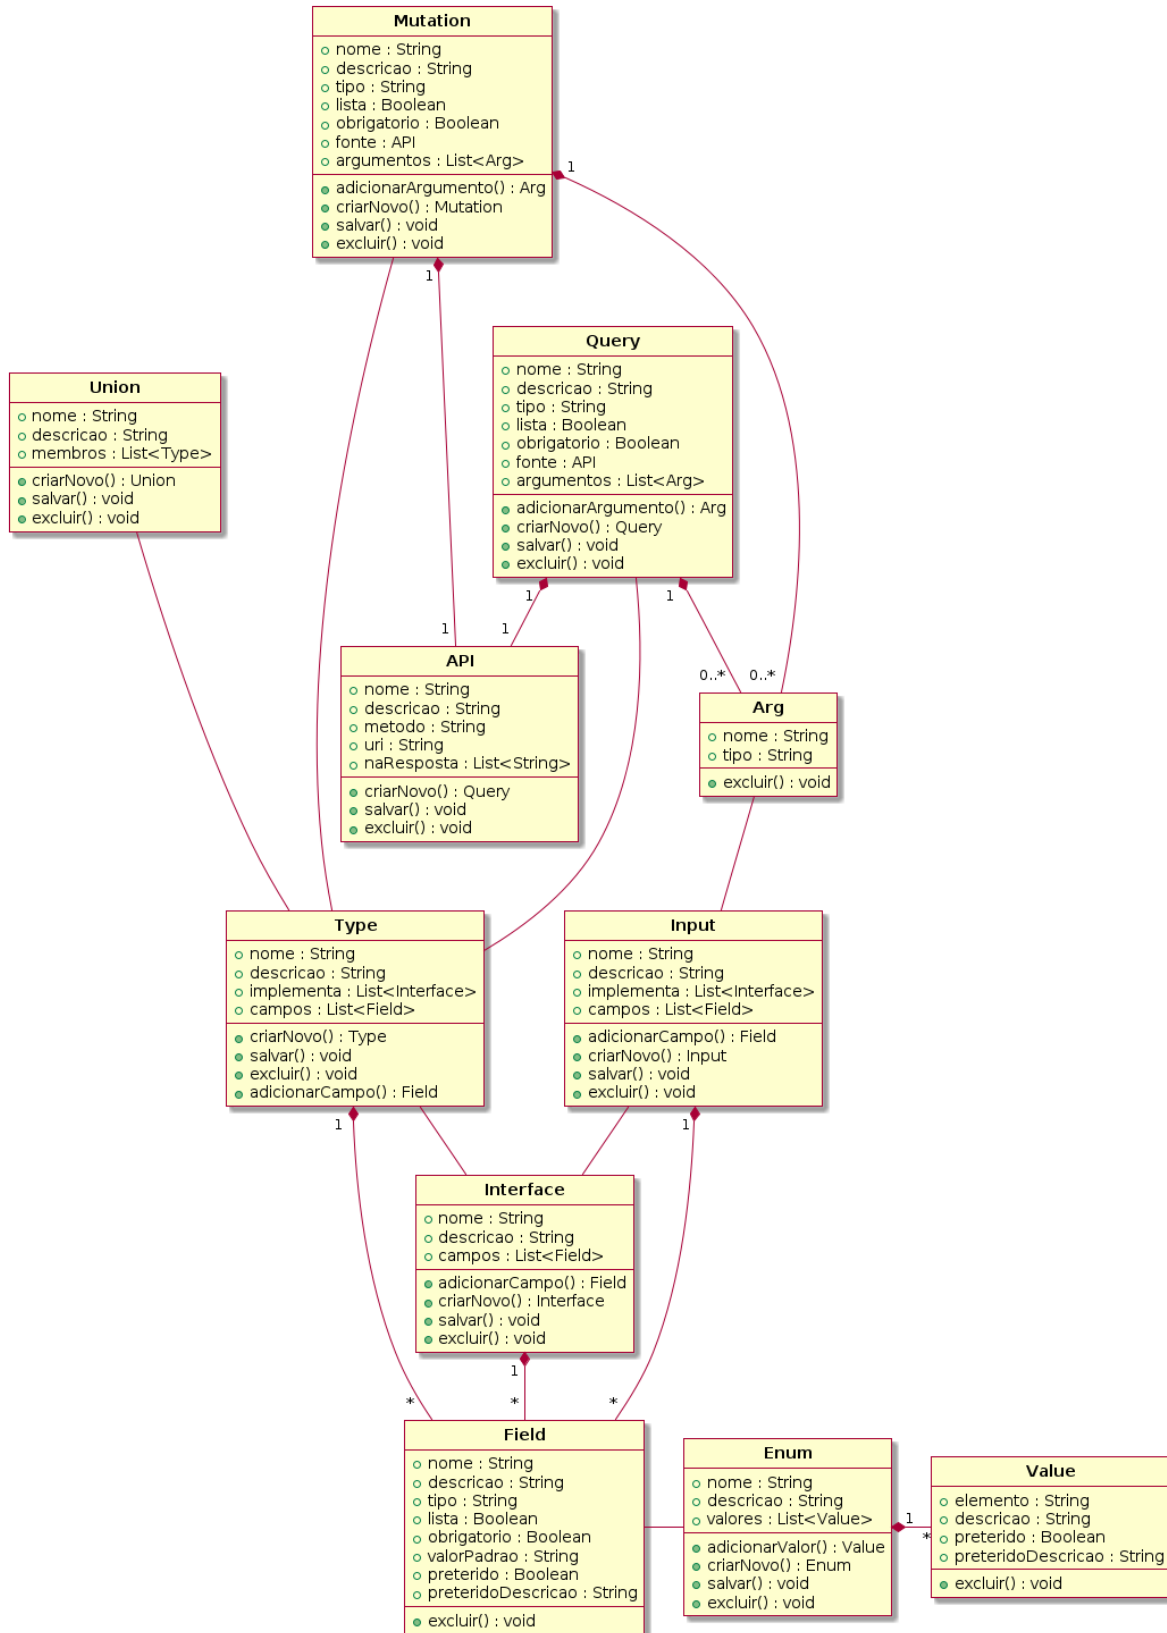 Mutation
nome : String
descricao : String
tipo : String
lista : Boolean
obrigatorio : Boolean
fonte : API
argumentos : List<Arg>
adicionarArgumento() : Arg
criarNovo() : Mutation
salvar() : void
excluir() : void
1
1
Query
nome : String
descricao : String
tipo : String
lista : Boolean
obrigatorio : Boolean
fonte : API
argumentos : List<Arg>
adicionarArgumento() : Arg
criarNovo() : Query
salvar() : void
excluir() : void
Union
nome : String
descricao : String
membros : List<Type>
criarNovo() : Union
salvar() : void
excluir() : void
1
1
1
1
0..*
0..*
API
nome : String
descricao : String
metodo : String
uri : String
naResposta : List<String>
criarNovo() : Query
salvar() : void
excluir() : void
Arg
nome : String
tipo : String
excluir() : void
Type
nome : String
descricao : String
implementa : List<Interface>
campos : List<Field>
criarNovo() : Type
salvar() : void
excluir() : void
adicionarCampo() : Field
Input
nome : String
descricao : String
implementa : List<Interface>
campos : List<Field>
adicionarCampo() : Field
criarNovo() : Input
salvar() : void
excluir() : void
1
1
Interface
nome : String
descricao : String
campos : List<Field>
adicionarCampo() : Field
criarNovo() : Interface
salvar() : void
excluir() : void
1
*
*
*
Field
nome : String
descricao : String
tipo : String
lista : Boolean
obrigatorio : Boolean
valorPadrao : String
preterido : Boolean
preteridoDescricao : String
excluir() : void
Enum
nome : String
descricao : String
valores : List<Value>
adicionarValor() : Value
criarNovo() : Enum
salvar() : void
excluir() : void
1
*
Value
elemento : String
descricao : String
preterido : Boolean
preteridoDescricao : String
excluir() : void